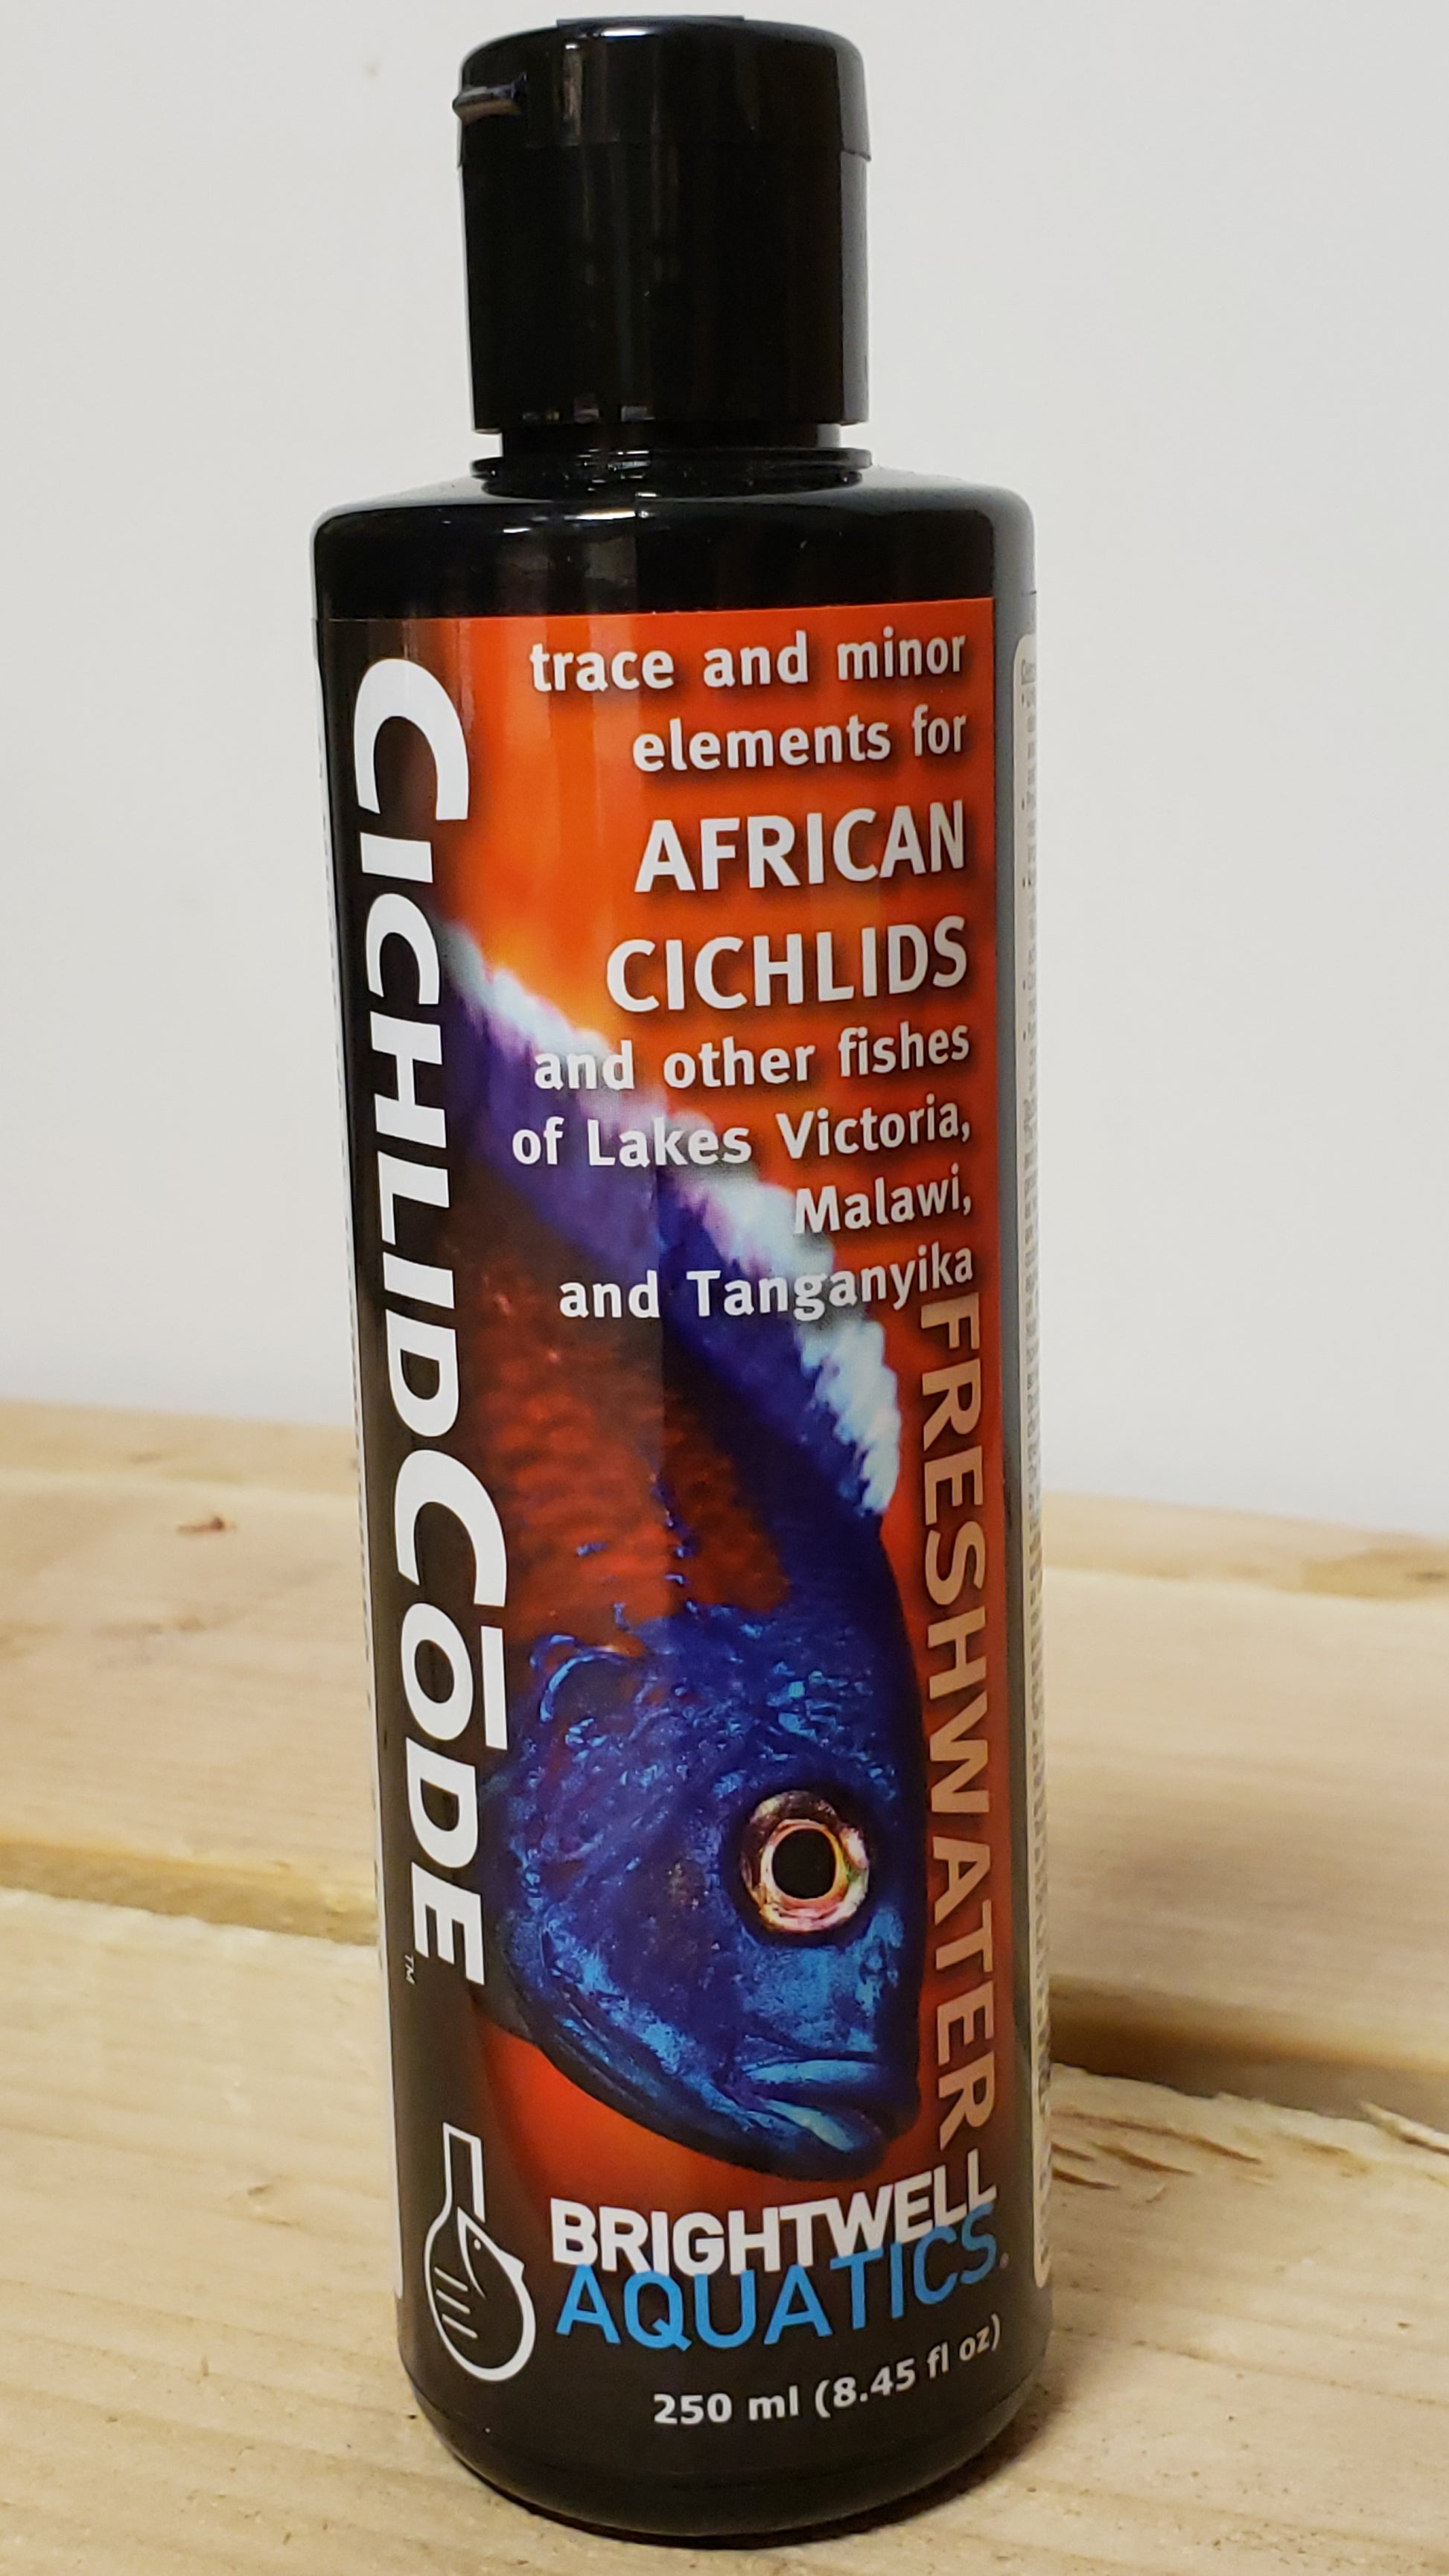 CICHLIDCŌDE™
trace and minor
elements for
AFRICAN
CICHLIDS
and other fishes
of Lakes Victoria,
Malawi,
and Tanganyika
FRESHWATER
BRIGHTWELL
AQUATICS®
250 ml (8.45 fl oz)